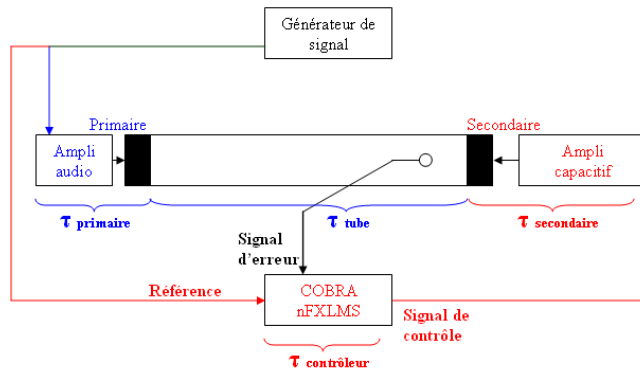 Générateur de
signal
Primaire
Secondaire
Ampli
audio
Ampli
capacitif
τ primaire
τ tube
τ secondaire
Signal
d'erreur
Référence
COBRA
nFXLMS
Signal de
contrôle
τ contrôleur